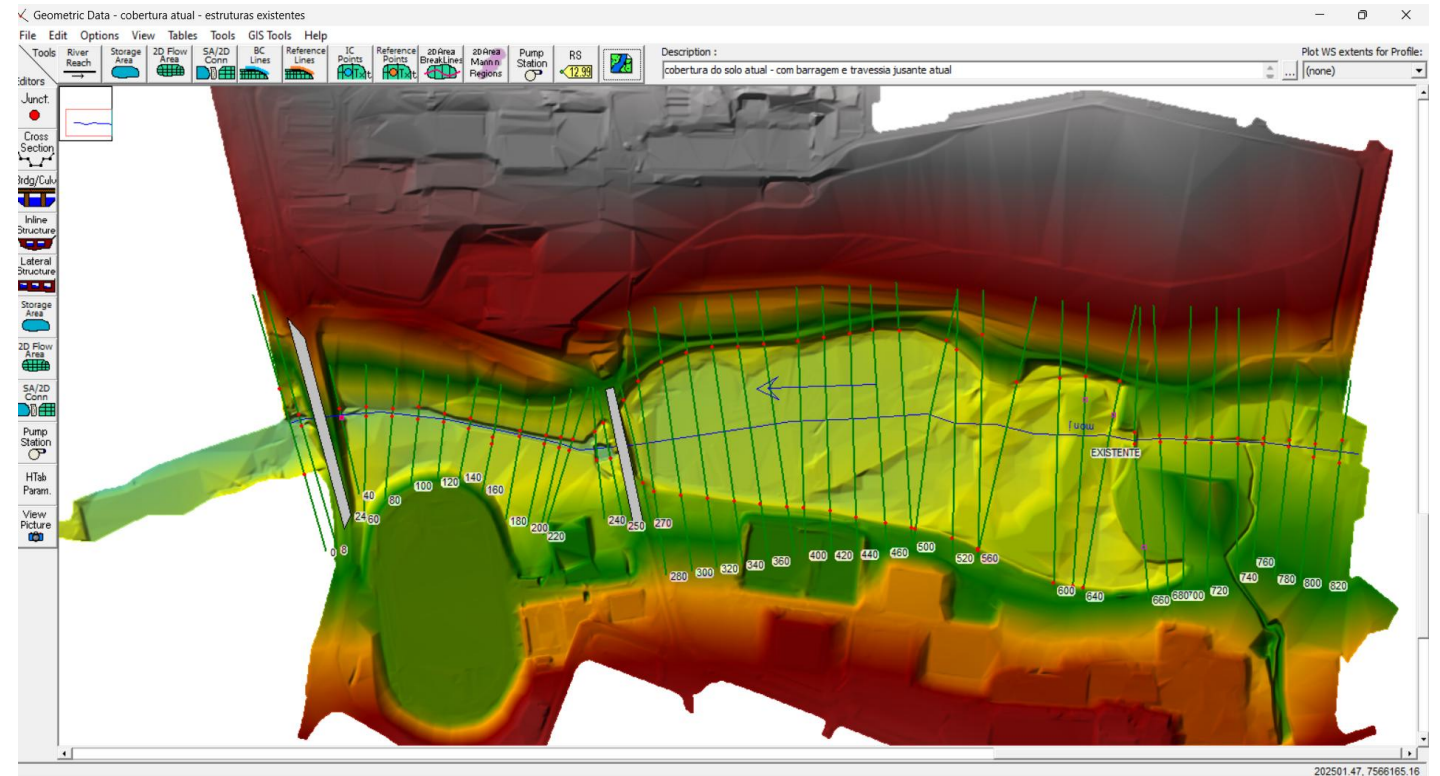 Geometric Data - cobertura atual - estruturas existentes
File Edit Options View Tables Tools GIS Tools Help
Tools
Editors
River Reach
Storage Area
2D Flow Area
SA/2D Conn
BC Lines
Reference Lines
IC Points
Reference Points
2D Area BreakLines
2D Area Mann n Regions
Pump Station
RS
Description :
cobertura do solo atual - com barragem e travessia jusante atual
...
Plot WS extents for Profile:
(none)
Junct.
Cross Section
Brdg/Culv
Inline Structure
Lateral Structure
Storage Area
2D Flow Area
SA/2D Conn
Pump Station
HTab Param.
View Picture
EXISTENTE
0
8
24
40
60
80
100
120
140
160
180
200
220
240
250
270
280
300
320
340
360
400
420
440
460
500
520
560
600
640
660
680
700
720
740
760
780
800
820
202501.47, 7566165.16